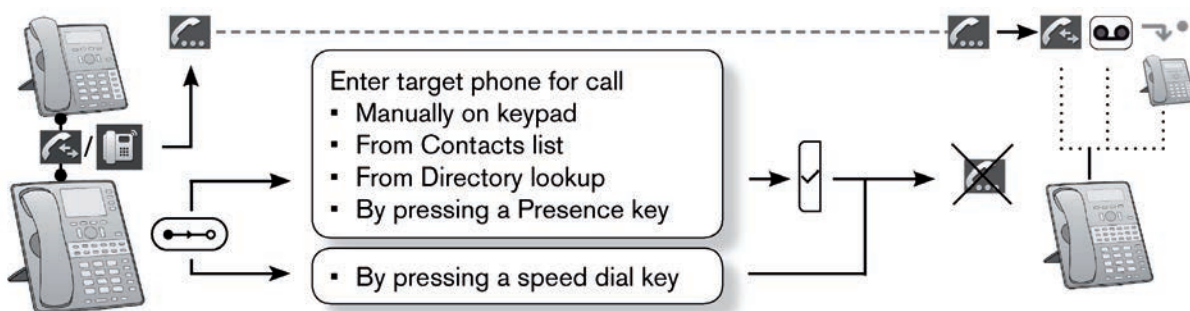 Enter target phone for call
▪ Manually on keypad
▪ From Contacts list
▪ From Directory lookup
▪ By pressing a Presence key
▪ By pressing a speed dial key